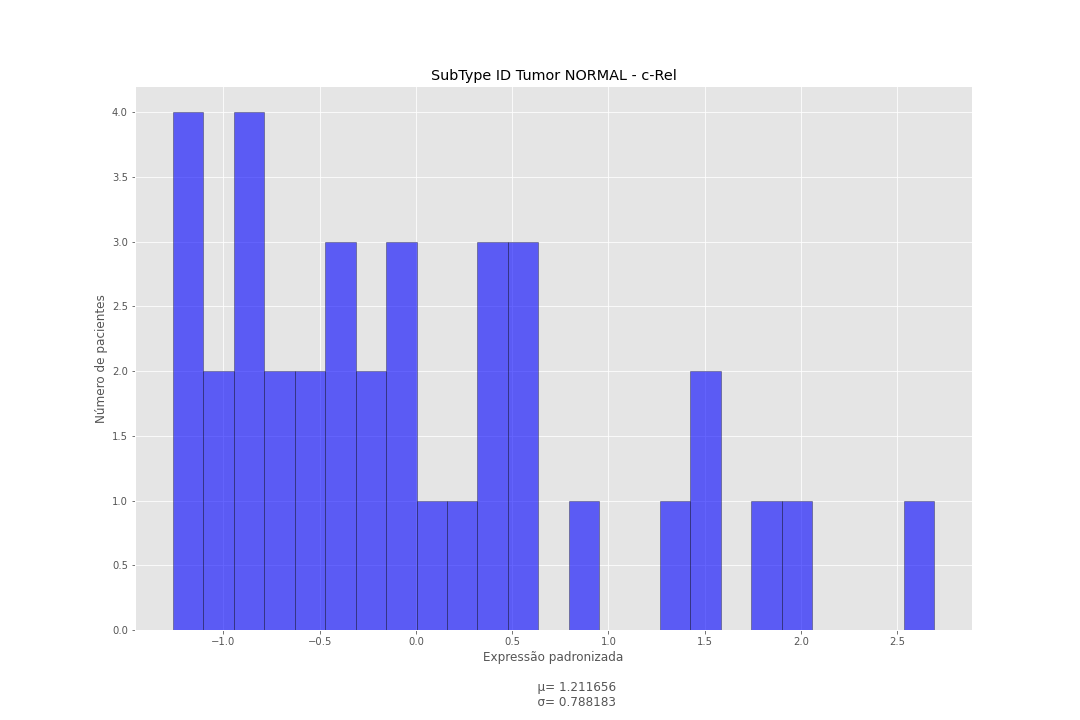 SubType ID Tumor NORMAL - c-Rel
4.0
3.5
3.0
2.5
2.0
1.5
1.0
0.5
0.0
Número de pacientes
−1.0 −0.5 0.0 0.5 1.0 1.5 2.0 2.5
Expressão padronizada
μ= 1.211656
σ= 0.788183